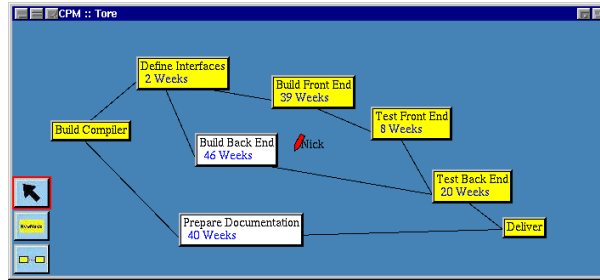 CPM :: Tore
Define Interfaces
2 Weeks
Build Front End
39 Weeks
Test Front End
8 Weeks
Build Compiler
Build Back End
46 Weeks
Nick
Test Back End
20 Weeks
Prepare Documentation
40 Weeks
Deliver